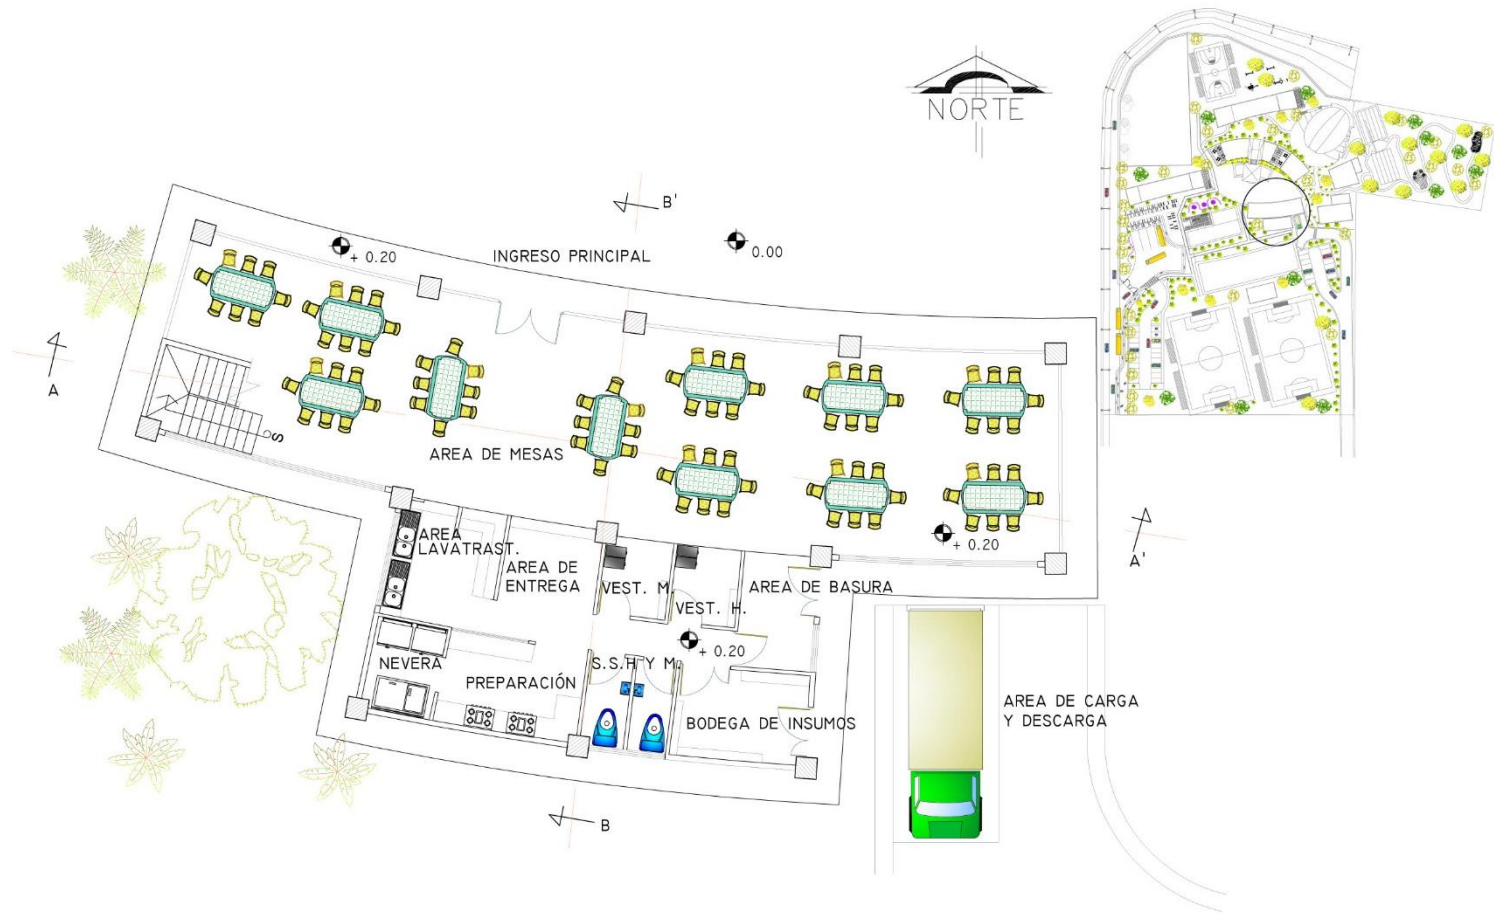 NORTE
B'
INGRESO PRINCIPAL
+ 0.20
0.00
A
S
AREA DE MESAS
AREA
LAVATRAST.
AREA DE
ENTREGA
VEST. M.
VEST. H.
AREA DE BASURA
+ 0.20
A'
+ 0.20
NEVERA
PREPARACIÓN
S.S.H Y M.
BODEGA DE INSUMOS
AREA DE CARGA
Y DESCARGA
B